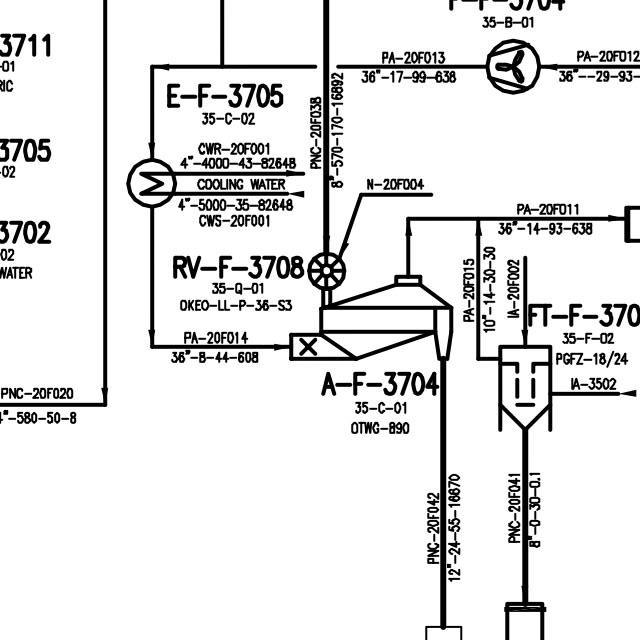 P-F-3704
35-B-01
3711
-01
RIC
PA-20F013
36"-17-99-638
PA-20F012
36"--29-93-
E-F-3705
35-C-02
3705
-02
CWR-20F001
4"-4000-43-82648
COOLING WATER
4"-5000-35-82648
CWS-20F001
PNC-20F038
8"-570-170-16892
N-20F004
3702
02
WATER
PA-20F011
36"-14-93-638
RV-F-3708
35-Q-01
OKEO-LL-P-36-S3
PA-20F015
10"-14-30-30
IA-20F002
FT-F-370
35-F-02
PGFZ-18/24
PA-20F014
36"-8-44-608
A-F-3704
35-C-01
OTWG-890
IA-3502
PNC-20F020
4"-580-50-8
PNC-20F042
12"-24-55-16670
PNC-20F041
8"-0-30-0.1